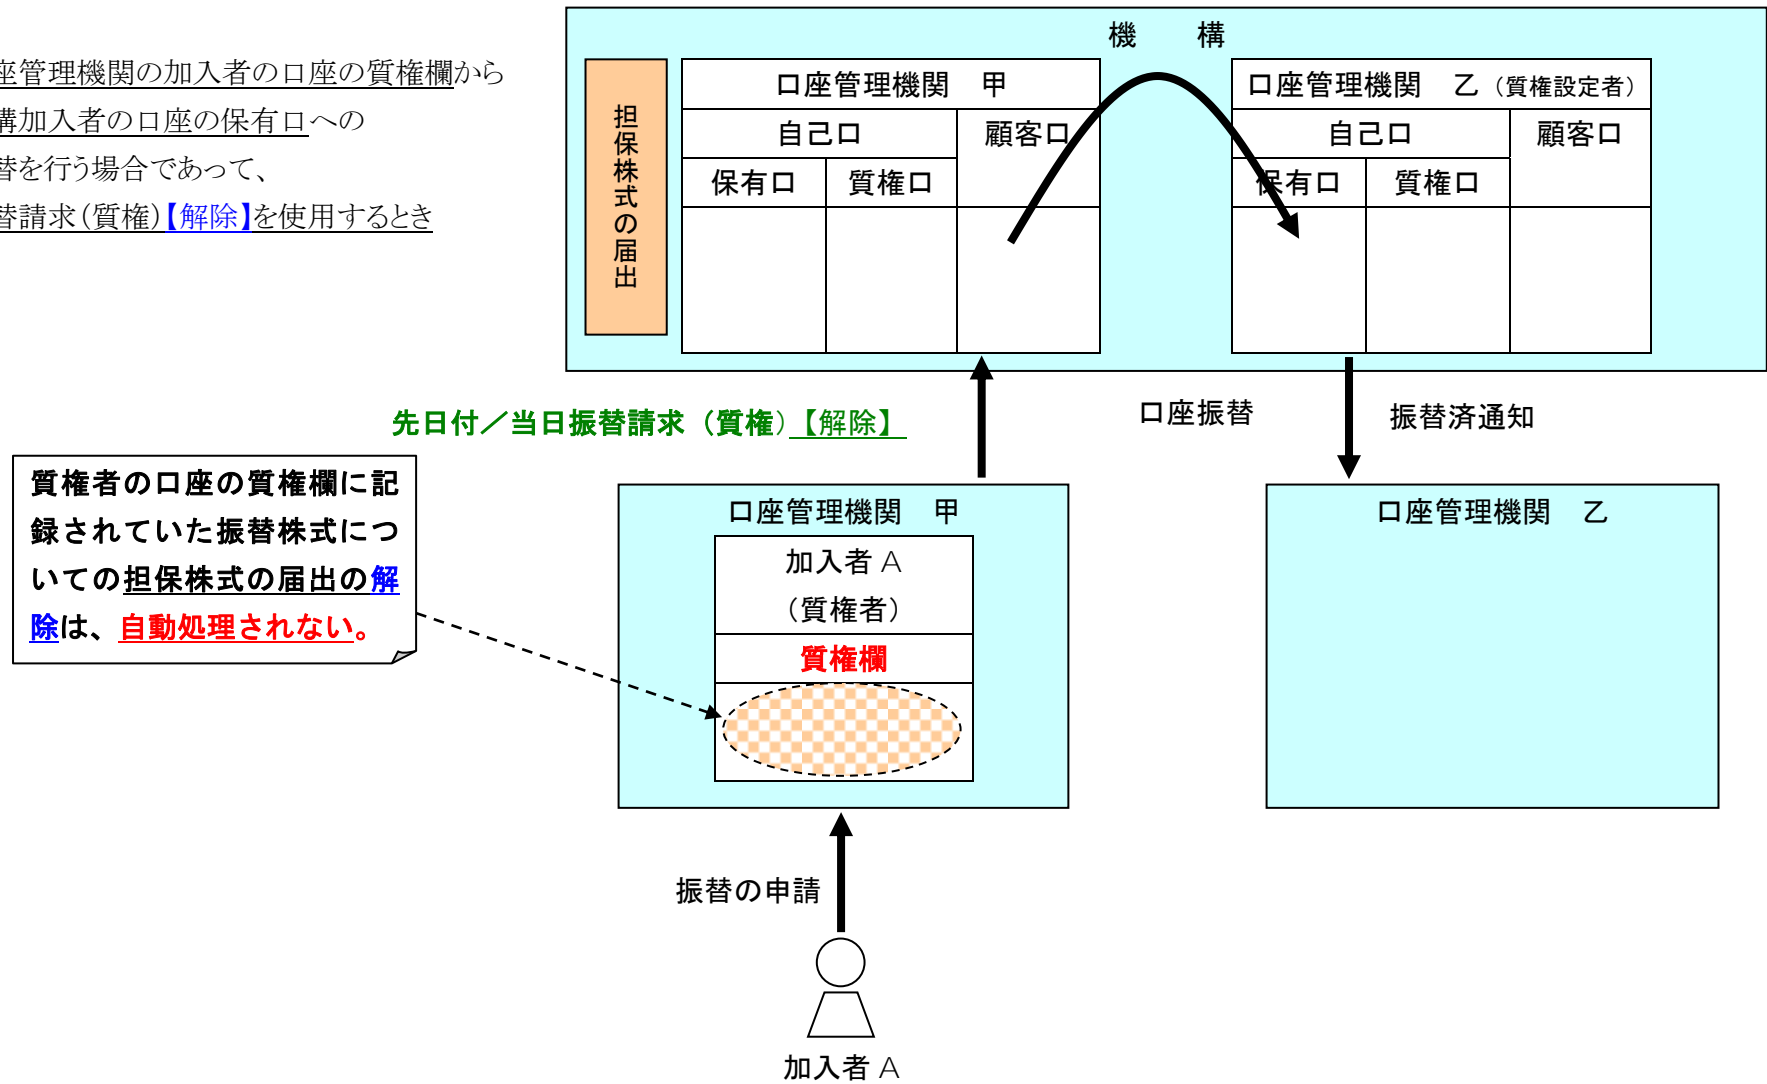 座管理機関の加入者の口座の質権欄から
構加入者の口座の保有口への
替を行う場合であって、
替請求（質権）【解除】を使用するとき
機　構
担保株式の届出
口座管理機関　甲
自己口　顧客口
保有口　質権口
口座管理機関　乙（質権設定者）
自己口　顧客口
保有口　質権口
先日付／当日振替請求（質権）【解除】
口座振替
振替済通知
質権者の口座の質権欄に記
録されていた振替株式につ
いての担保株式の届出の解
除は、自動処理されない。
口座管理機関　甲
加入者 A
（質権者）
質権欄
口座管理機関　乙
振替の申請
加入者 A